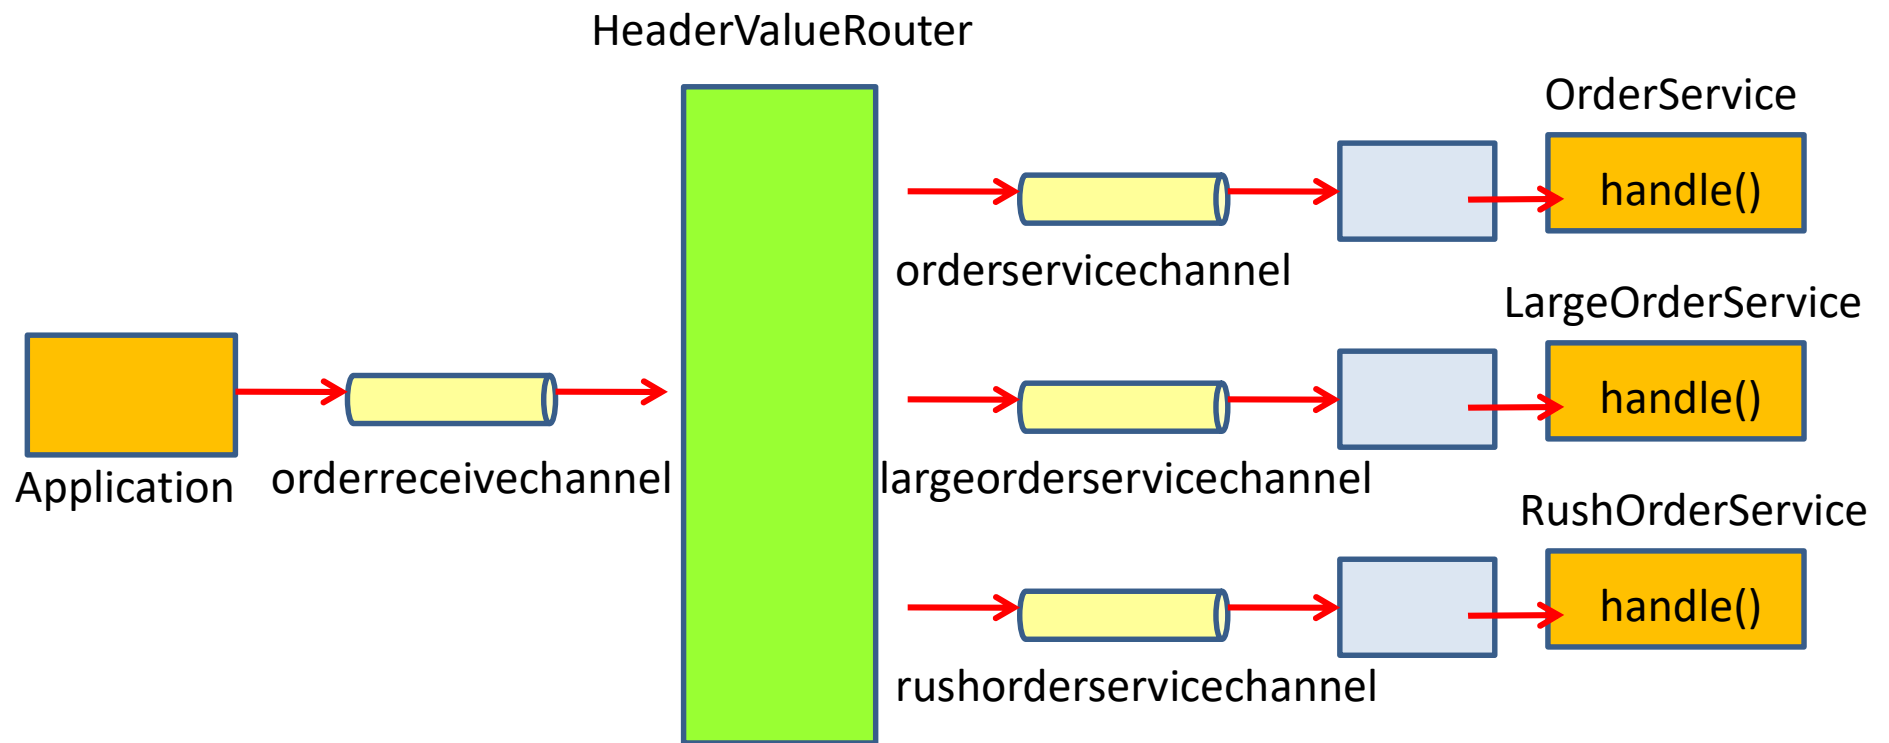 HeaderValueRouter
OrderService
handle()
orderservicechannel
LargeOrderService
handle()
Application
orderreceivechannel
largeorderservicechannel
RushOrderService
handle()
rushorderservicechannel